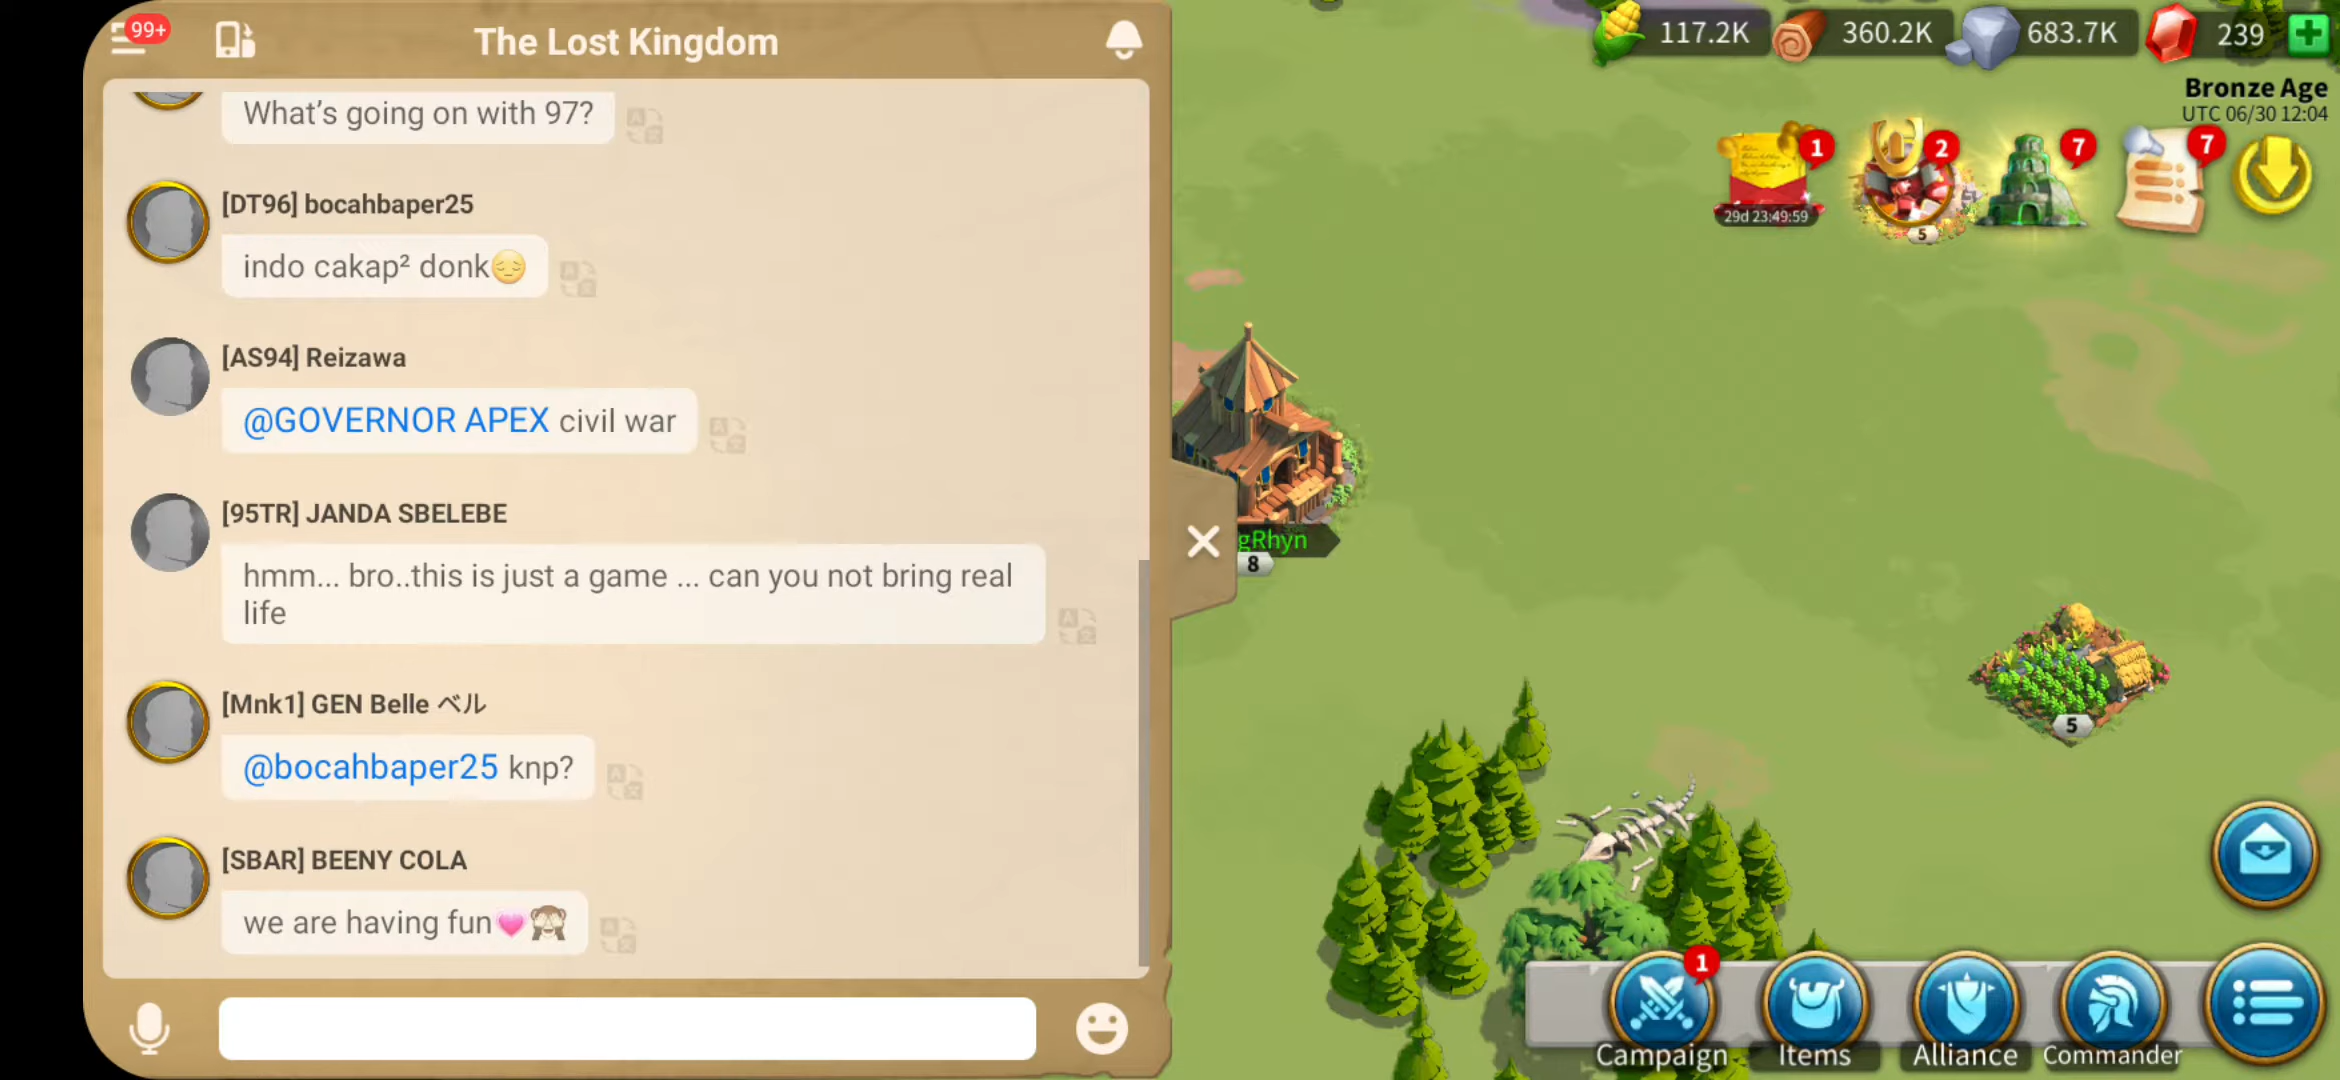 99+
The Lost Kingdom
What's going on with 97?
[DT96] bocahbaper25
indo cakap² donk😔
[AS94] Reizawa
@GOVERNOR APEX civil war
[95TR] JANDA SBELEBE
hmm... bro..this is just a game ... can you not bring real
life
[Mnk1] GEN Belle ベル
@bocahbaper25 knp?
[SBAR] BEENY COLA
we are having fun💗🙈
117.2K
360.2K
683.7K
239
Bronze Age
UTC 06/30 12:04
1
2
7
7
29d 23:49:59
5
gRhyn
8
5
1
Campaign
Items
Alliance
Commander